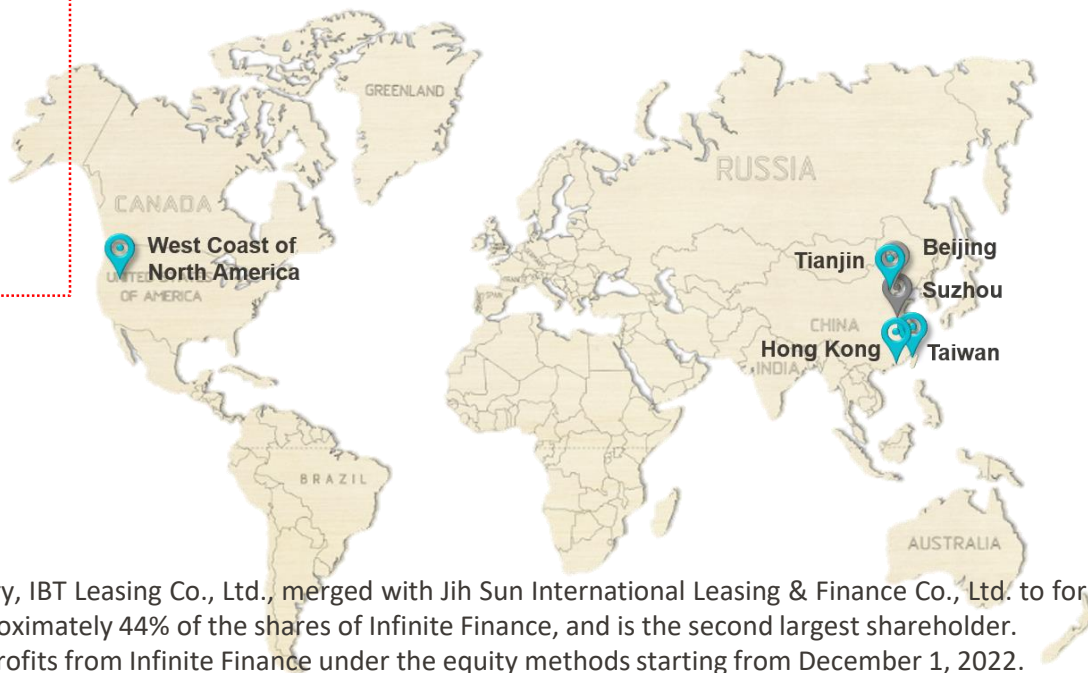 GREENLAND
RUSSIA
CANADA
West Coast of
North America
OF AMERICA
Tianjin
Beijing
Suzhou
CHINA
Hong Kong
Taiwan
INDIA
SPAIN
BRAZIL
AUSTRALIA
IBT Leasing Co., Ltd., merged with Jih Sun International Leasing & Finance Co., Ltd. to
44% of the shares of Infinite Finance, and is the second largest shareholder.
from Infinite Finance under the equity methods starting from December 1, 2022.